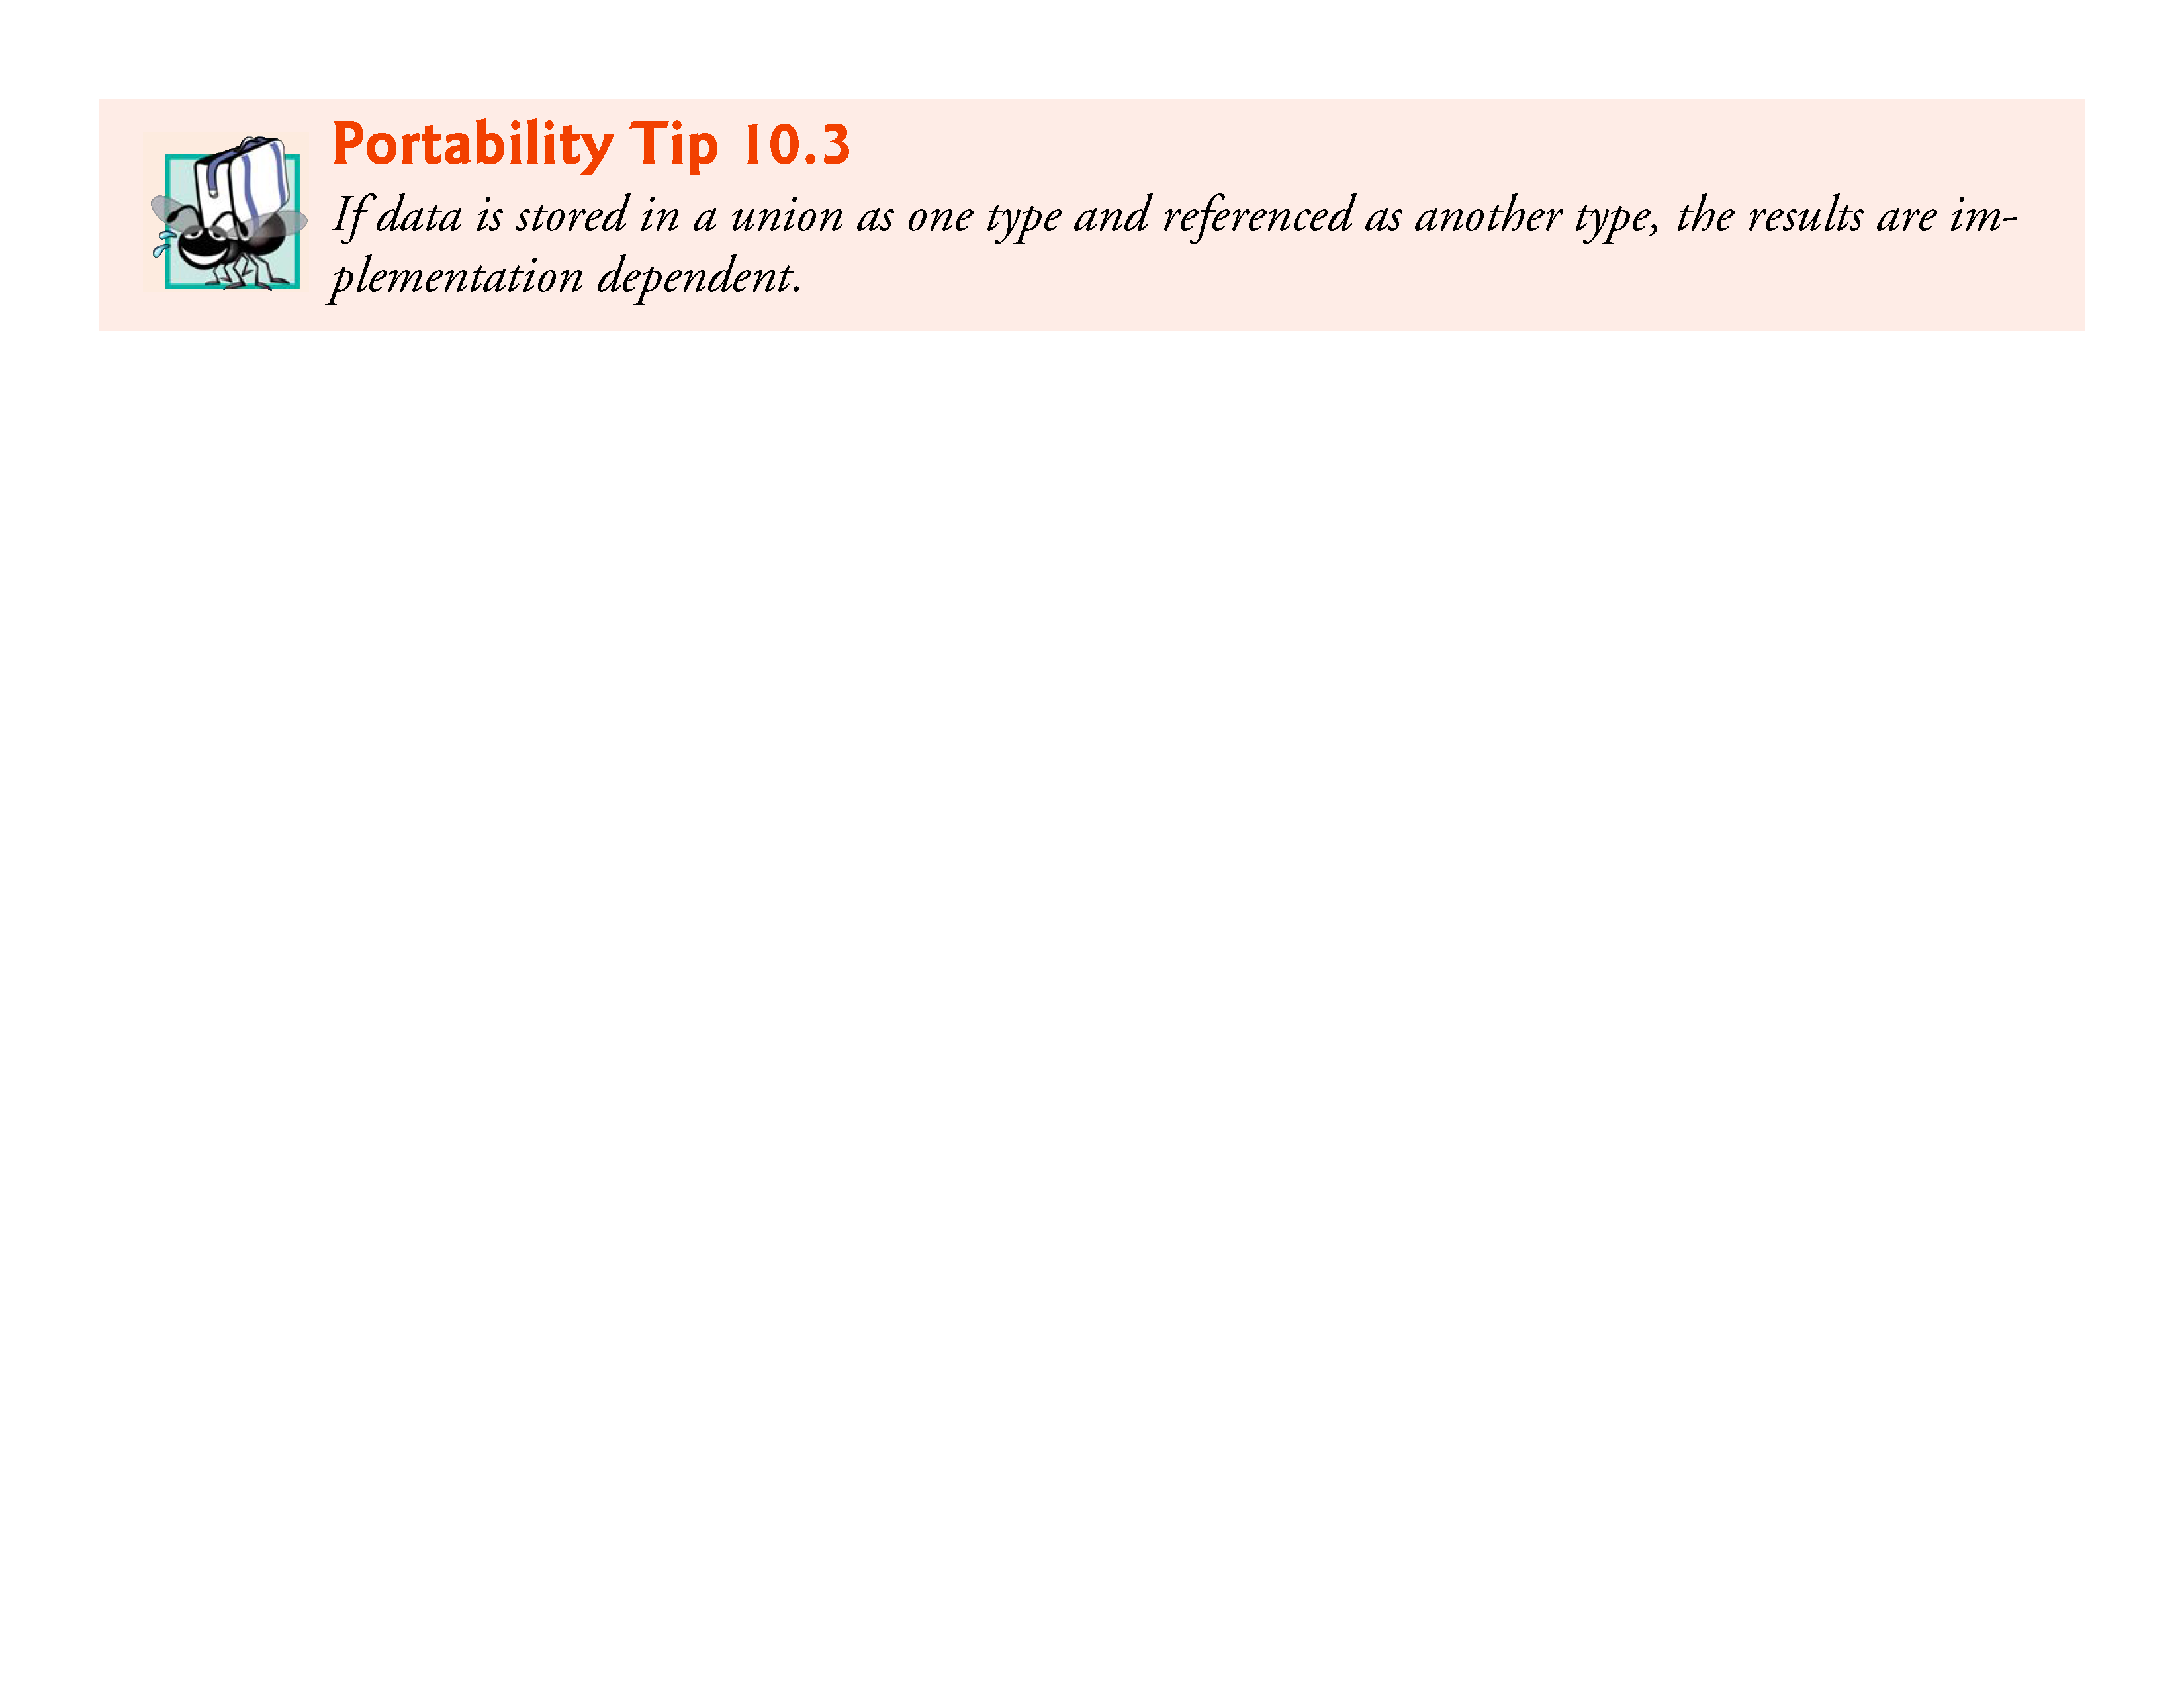 Portability Tip 10.3
If data is stored in a union as one type and referenced as another type, the results are im-
plementation dependent.